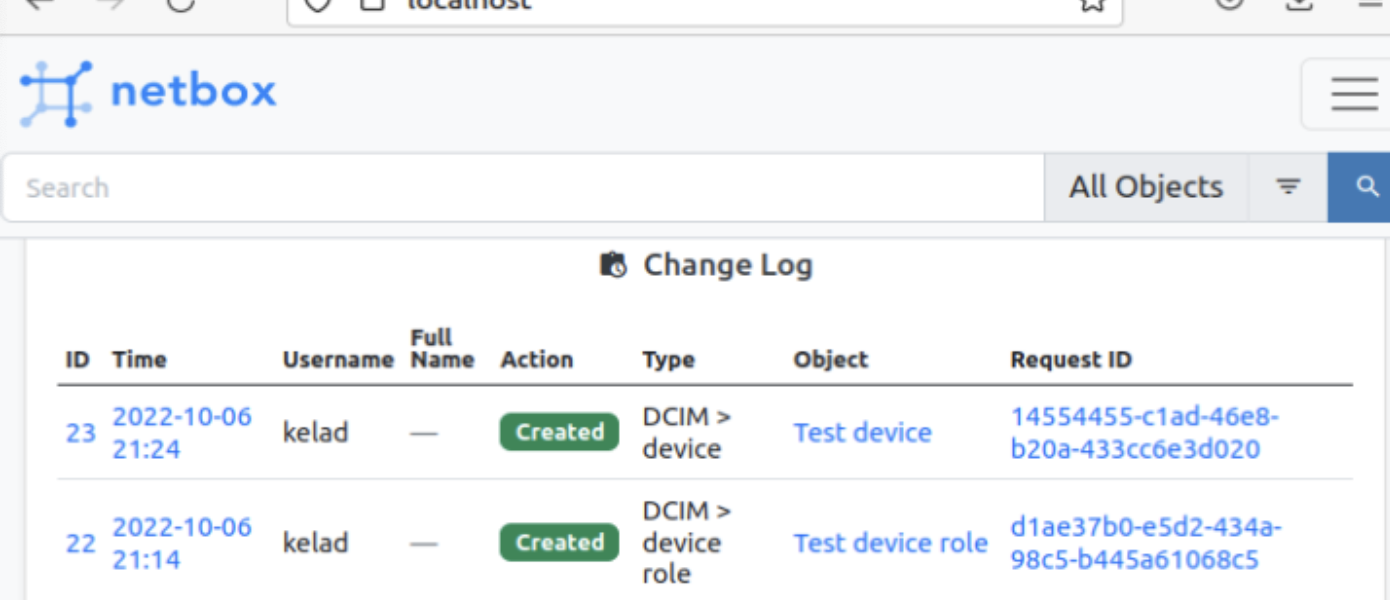 localhost
netbox
Search
All Objects
Change Log
ID Time Username Full Name Action Type Object Request ID
23 2022-10-06 21:24 kelad — Created DCIM > device Test device 14554455-c1ad-46e8-b20a-433cc6e3d020
22 2022-10-06 21:14 kelad — Created DCIM > device role Test device role d1ae37b0-e5d2-434a-98c5-b445a61068c5